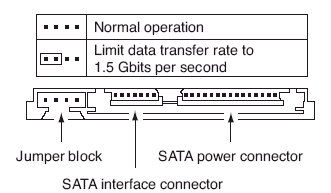 Normal operation
Limit data transfer rate to
1.5 Gbits per second
Jumper block
SATA power connector
SATA interface connector